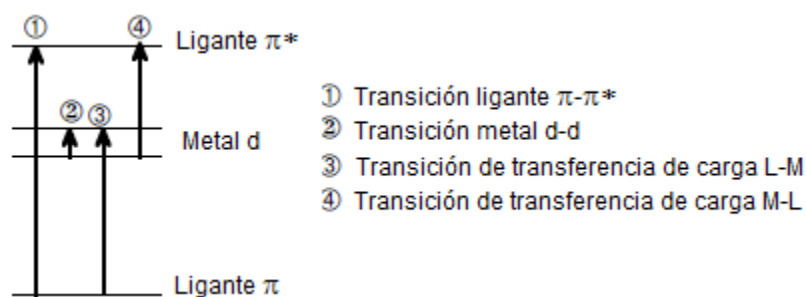 ① ④
Ligante π*
② ③
Metal d
Ligante π
① Transición ligante π-π*
② Transición metal d-d
③ Transición de transferencia de carga L-M
④ Transición de transferencia de carga M-L